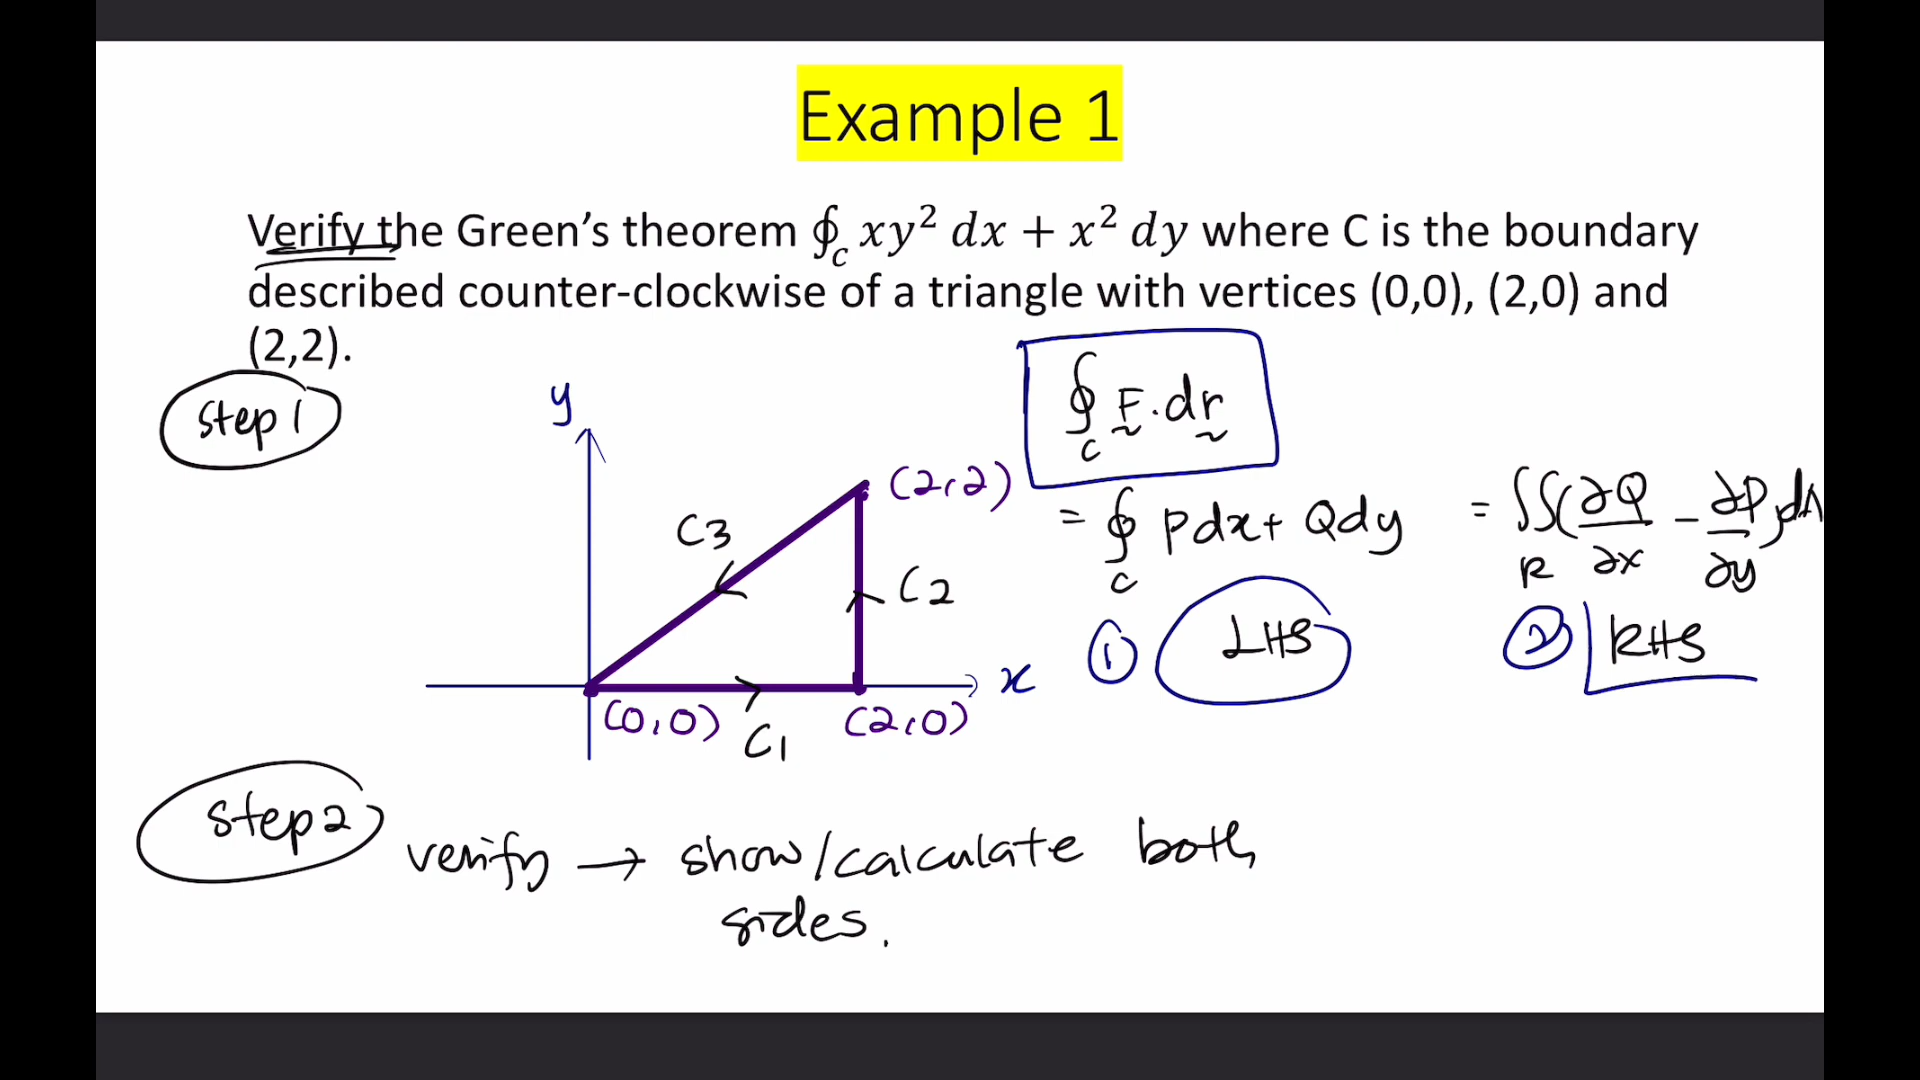 Example 1
Verify the Green’s theorem ∮_c xy² dx + x² dy where C is the boundary
described counter-clockwise of a triangle with vertices (0,0), (2,0) and
(2,2).
Step 1
y
∮_c F̰ . dr̰
(2,2)
C3
= ∮_c Pdx + Qdy = ∬_R (∂Q/∂x − ∂P/∂y) dA
C2
① LHS ② RHS
x
(0,0) C1 (2,0)
Step 2
verify → show/calculate both
sides.